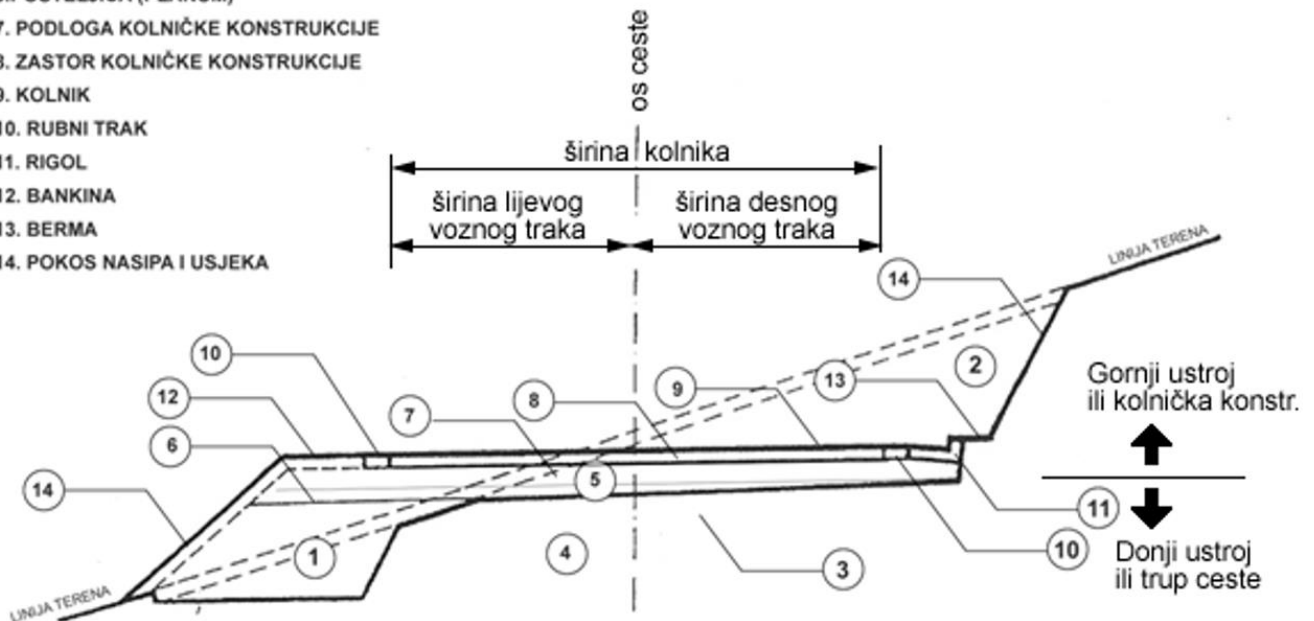 7. PODLOGA KOLNIČKE KONSTRUKCIJE
8. ZASTOR KOLNIČKE KONSTRUKCIJE
9. KOLNIK
10. RUBNI TRAK
11. RIGOL
12. BANKINA
13. BERMA
14. POKOS NASIPA I USJEKA
os ceste
širina kolnika
širina lijevog
voznog traka
širina desnog
voznog traka
LINIJA TERENA
14
2
10
13
9
8
12
7
6
Gornji ustroj
ili kolnička konstr.
14
5
11
1
4
3
10
Donji ustroj
ili trup ceste
LINIJA TERENA